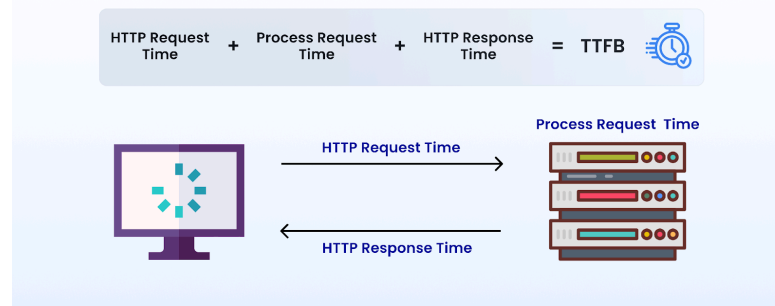 HTTP Request Time + Process Request Time + HTTP Response Time = TTFB
Process Request Time
HTTP Request Time
HTTP Response Time